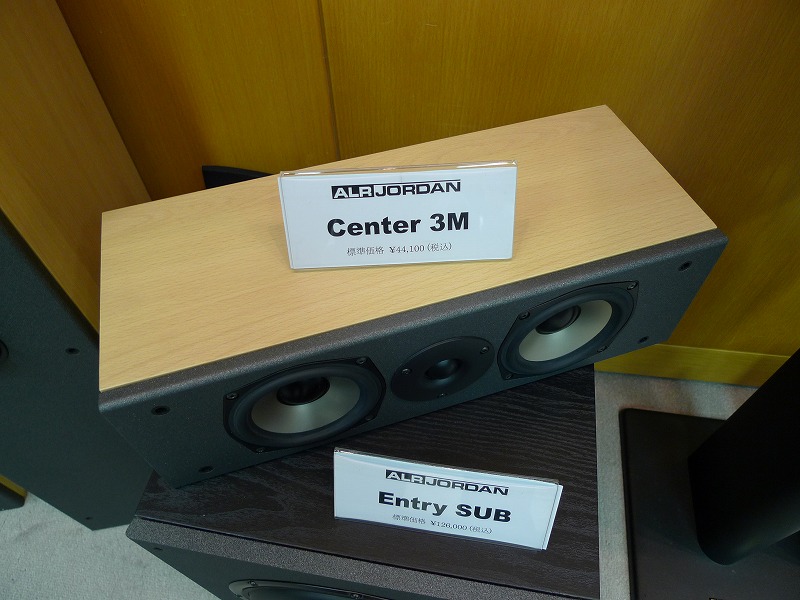 ALR JORDAN
Center 3M
標準価格 ¥44,100(税込)
ALR JORDAN
Entry SUB
標準価格 ¥126,000(税込)